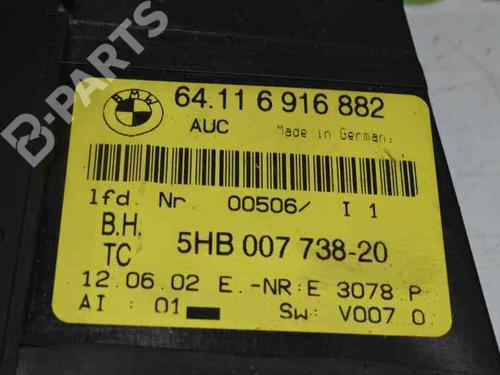 B-PARTS
BMW
64.11 6 916 882
AUC Made in Germany
lfd. Nr 00506/ I 1
B.H.
TC 5HB 007 738-20
12.06.02 E.-NR:E 3078 P
AI : 01 Sw: V007 0